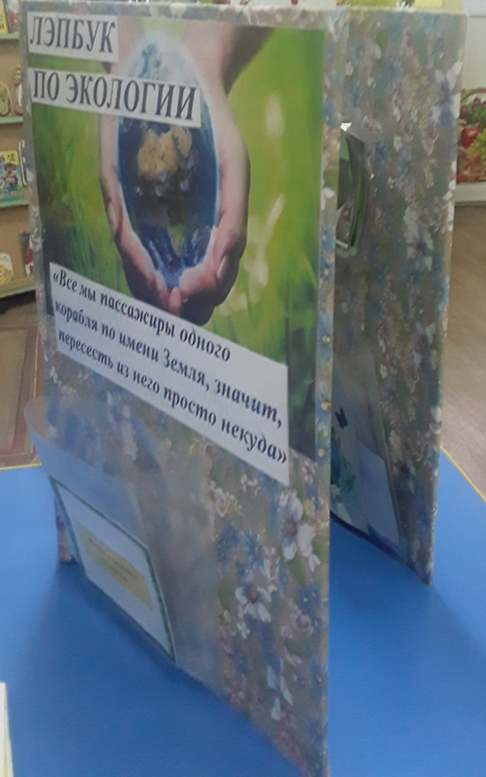 ЛЭПБУК
ПО ЭКОЛОГИИ
«Все мы пассажиры одного
корабля по имени Земля, значит,
пересесть из него просто некуда»